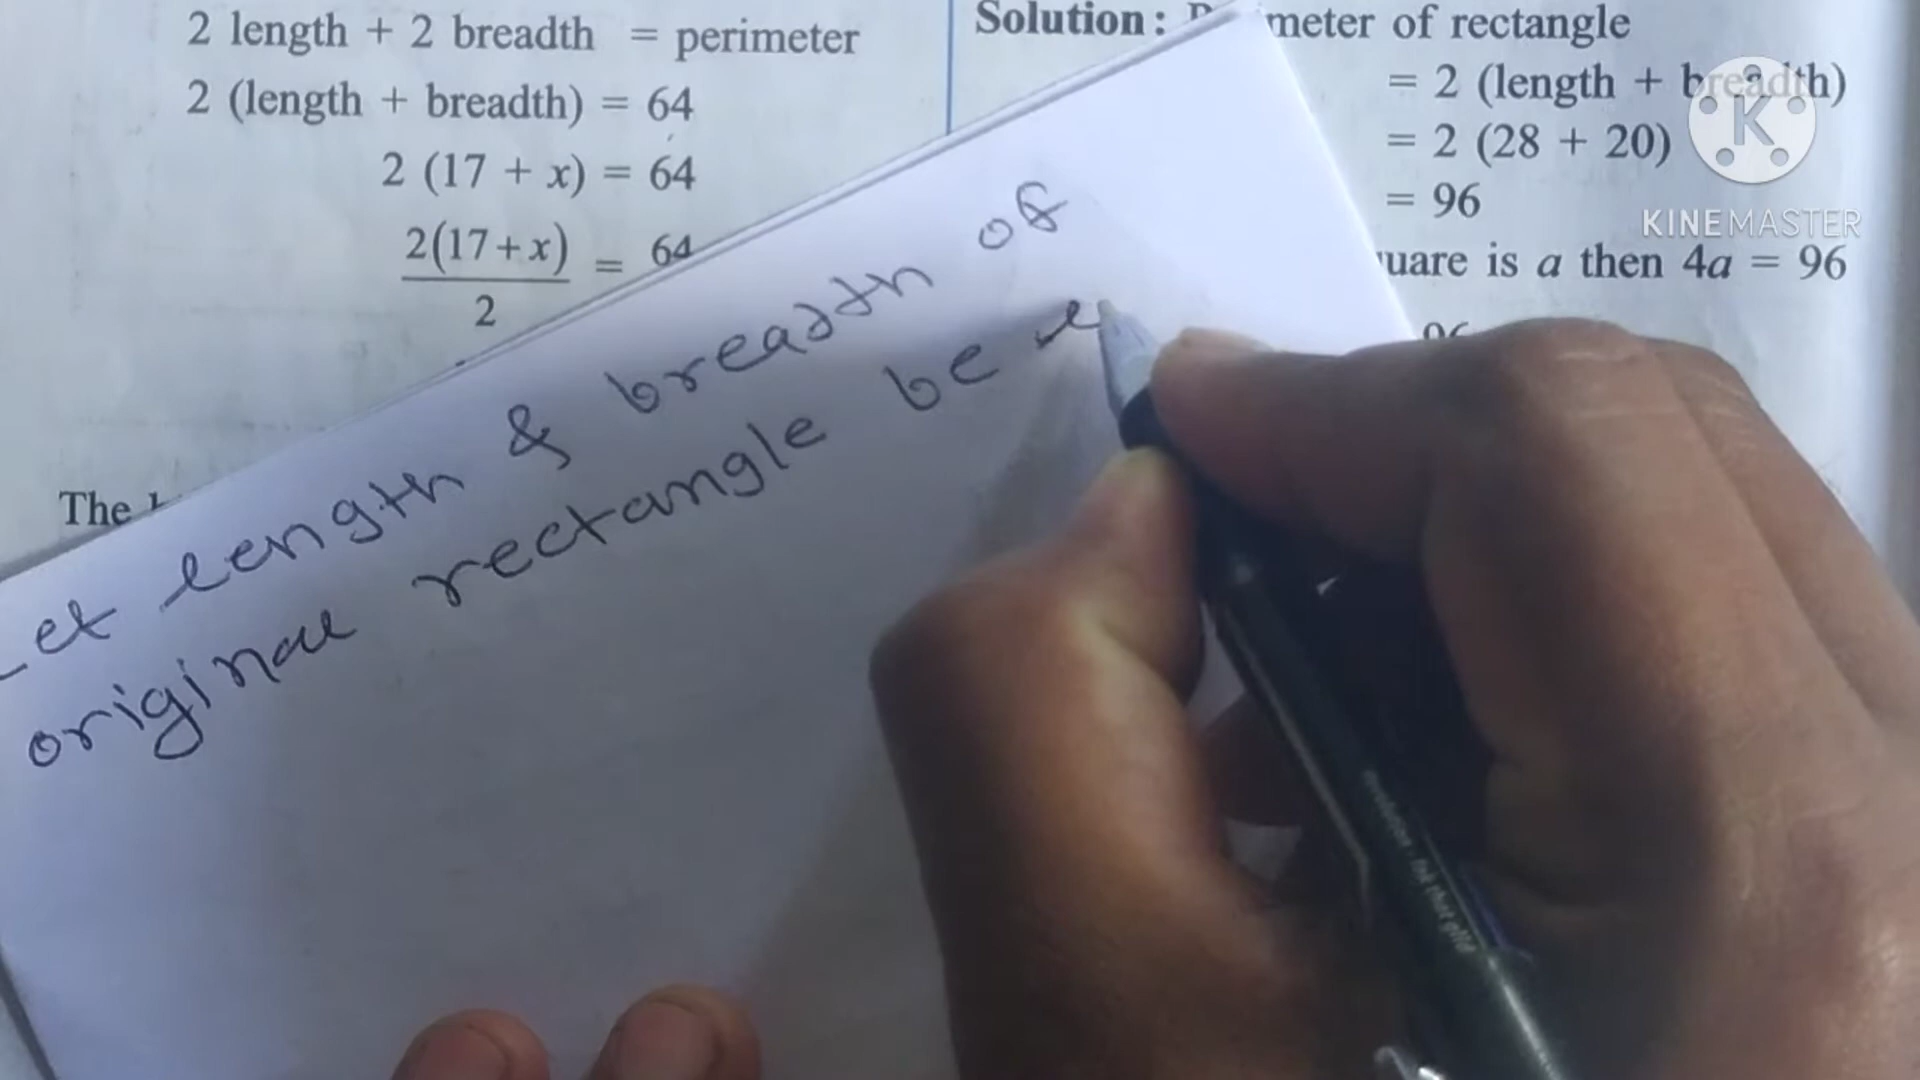 2 length + 2 breadth = perimeter
2 (length + breadth) = 64
2 (17 + x) = 64
2(17+x) = 64
2
The
Solution : meter of rectangle
= 2 (length + breadth)
= 2 (28 + 20)
= 96
uare is a then 4a = 96
96
K
KINEMASTER
Let length & breadth of
original rectangle be l